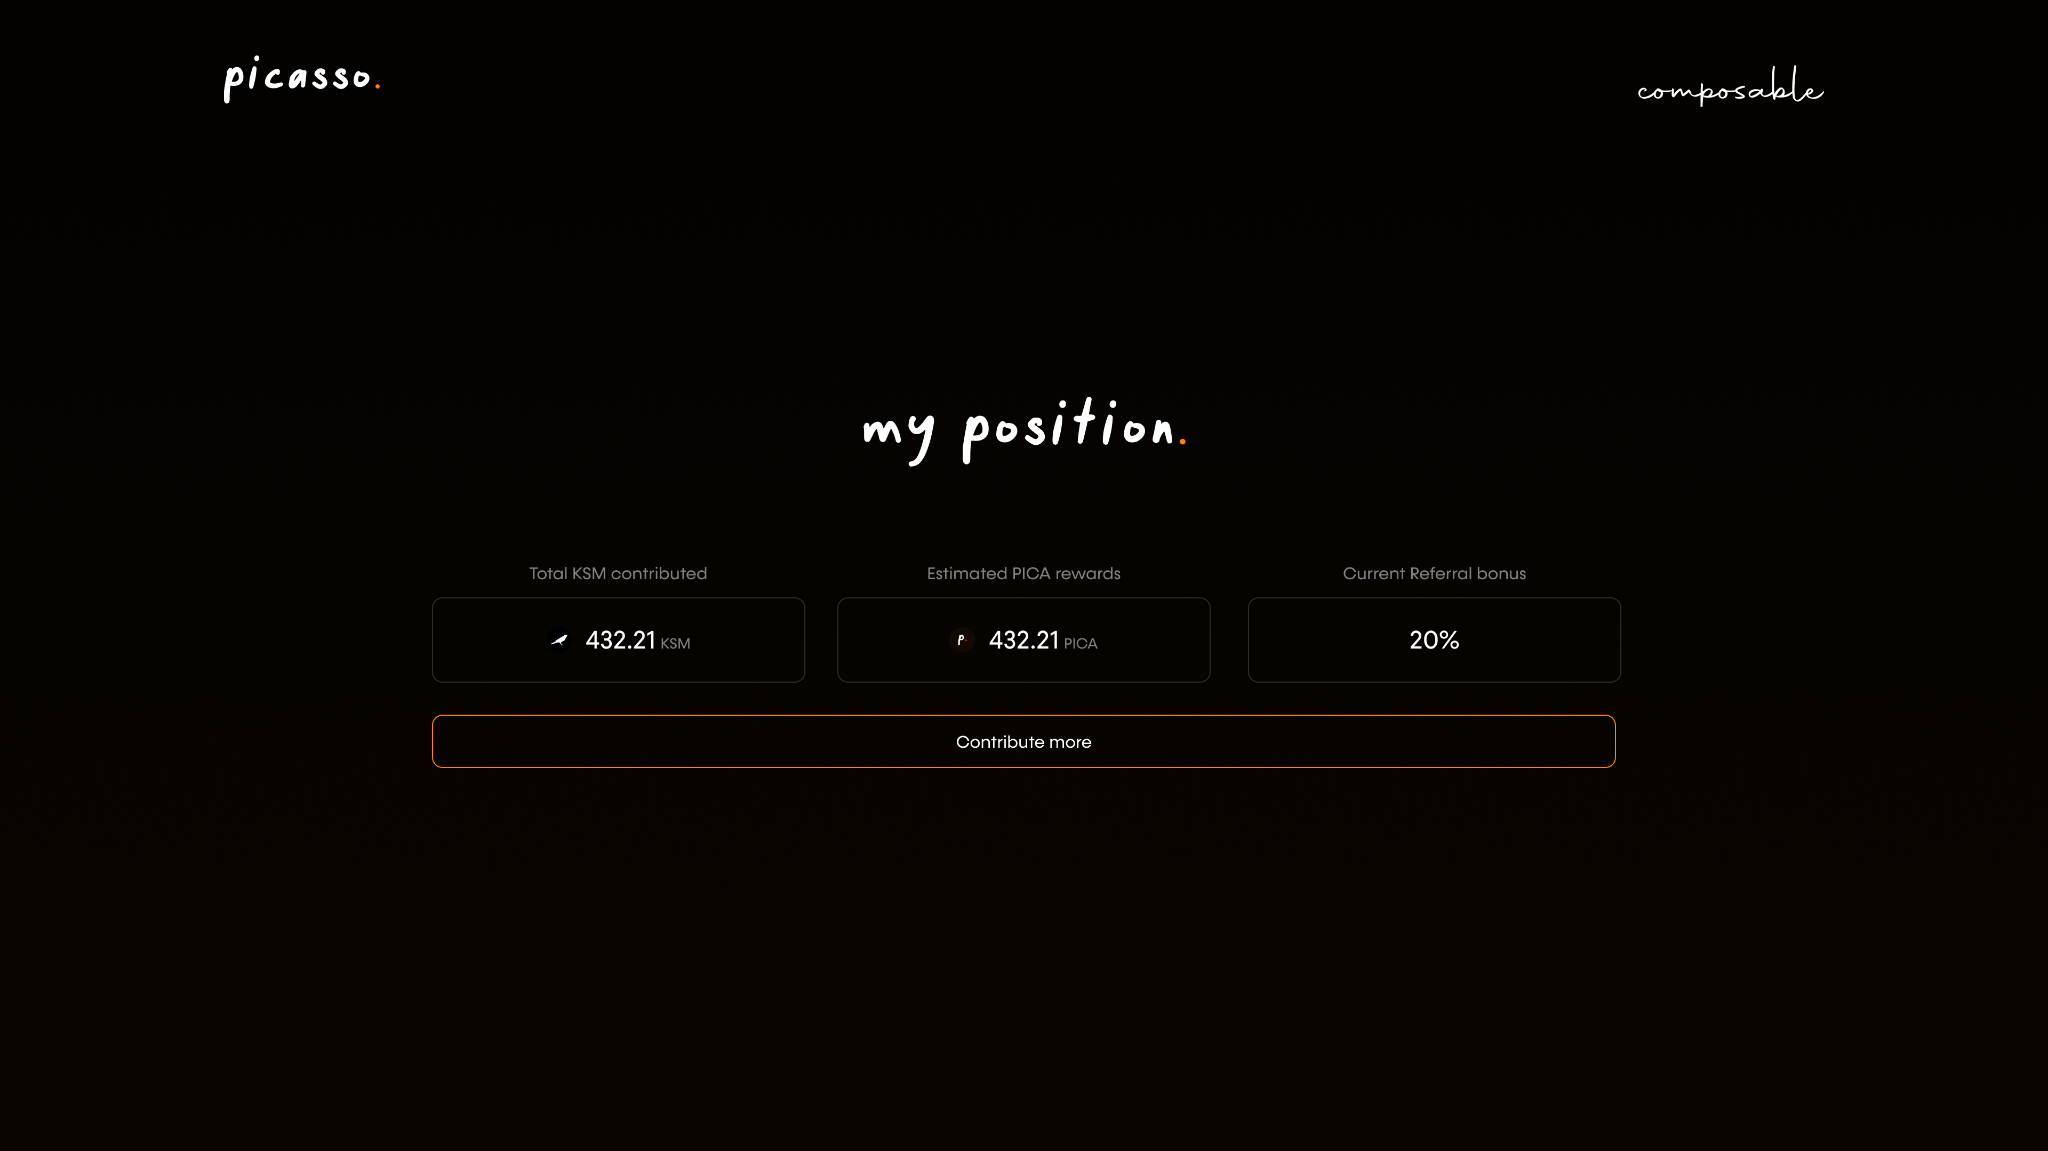 picasso.
composable
my position.
Total KSM contributed
Estimated PICA rewards
Current Referral bonus
432.21 KSM
P. 432.21 PICA
20%
Contribute more